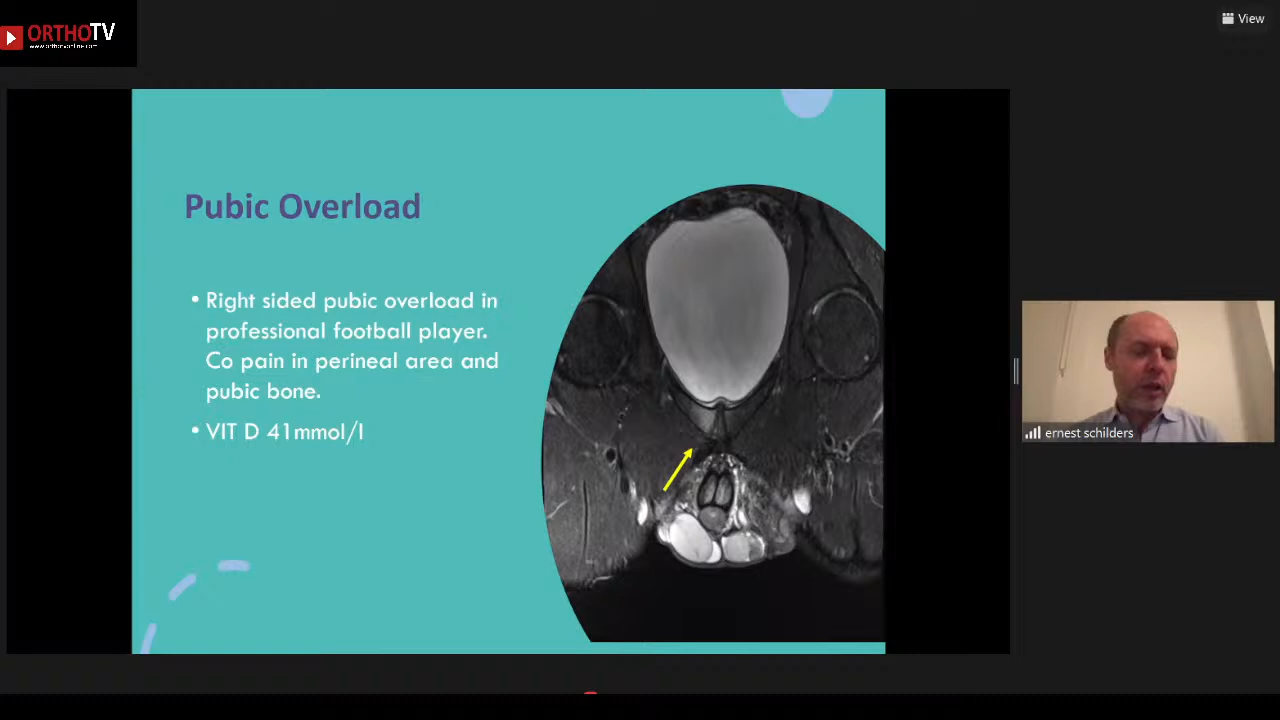 ORTHOTV
View
Pubic Overload
• Right sided pubic overload in
professional football player.
Co pain in perineal area and
pubic bone.
• VIT D 41mmol/l
ernest schilders